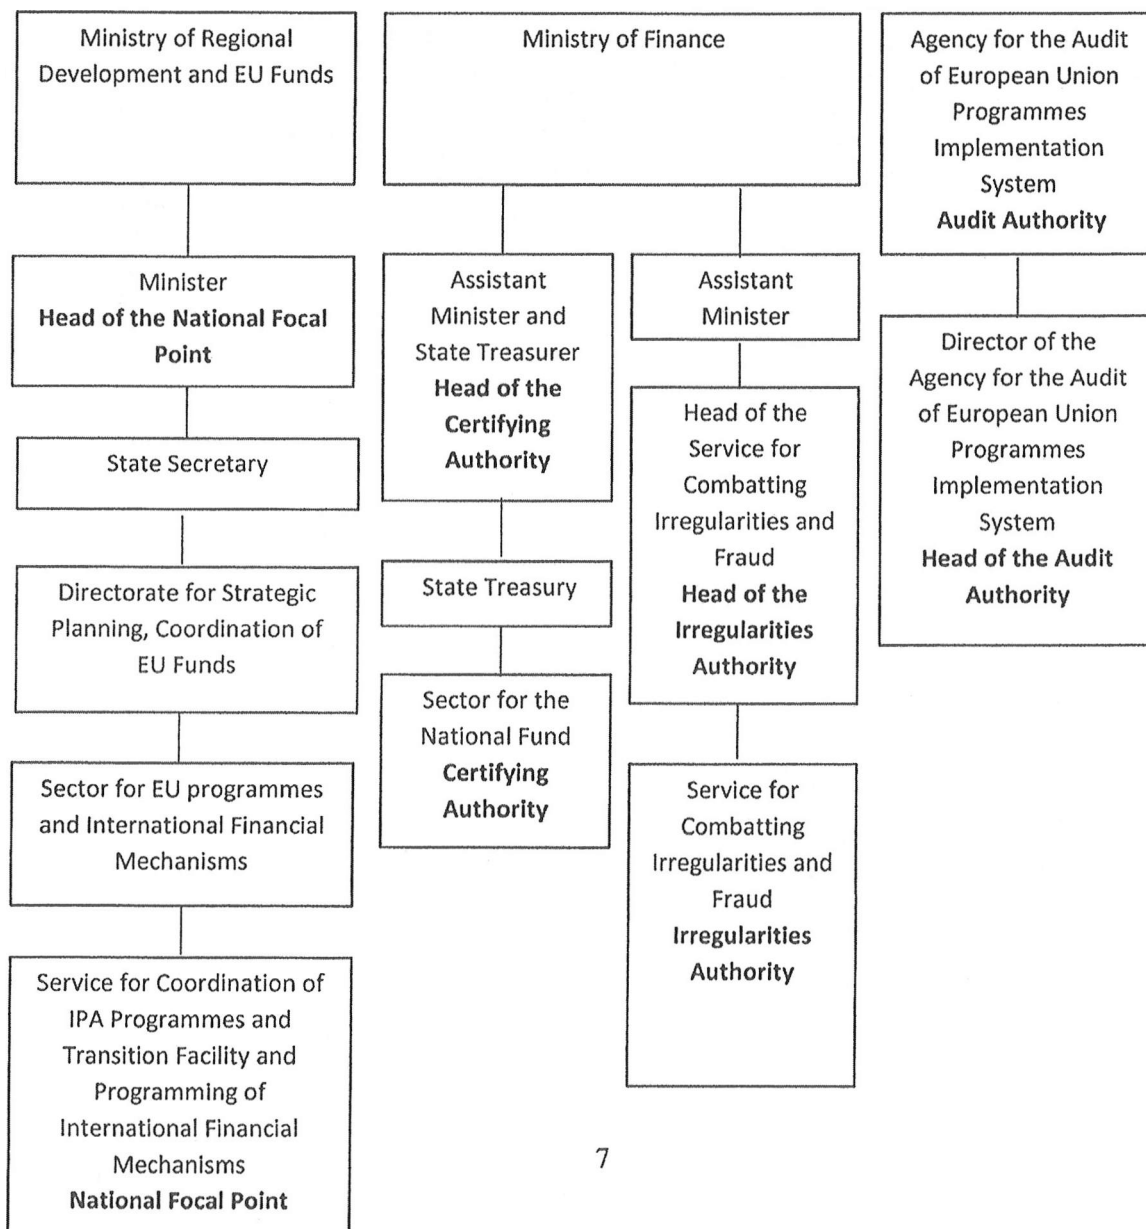 Ministry of Regional
Development and EU Funds
Minister
Head of the National Focal
Point
State Secretary
Directorate for Strategic
Planning, Coordination of
EU Funds
Sector for EU programmes
and International Financial
Mechanisms
Service for Coordination of
IPA Programmes and
Transition Facility and
Programming of
International Financial
Mechanisms
National Focal Point
Ministry of Finance
Assistant
Minister and
State Treasurer
Head of the
Certifying
Authority
State Treasury
Sector for the
National Fund
Certifying
Authority
Assistant
Minister
Head of the
Service for
Combatting
Irregularities and
Fraud
Head of the
Irregularities
Authority
Service for
Combatting
Irregularities and
Fraud
Irregularities
Authority
Agency for the Audit
of European Union
Programmes
Implementation
System
Audit Authority
Director of the
Agency for the Audit
of European Union
Programmes
Implementation
System
Head of the Audit
Authority
7